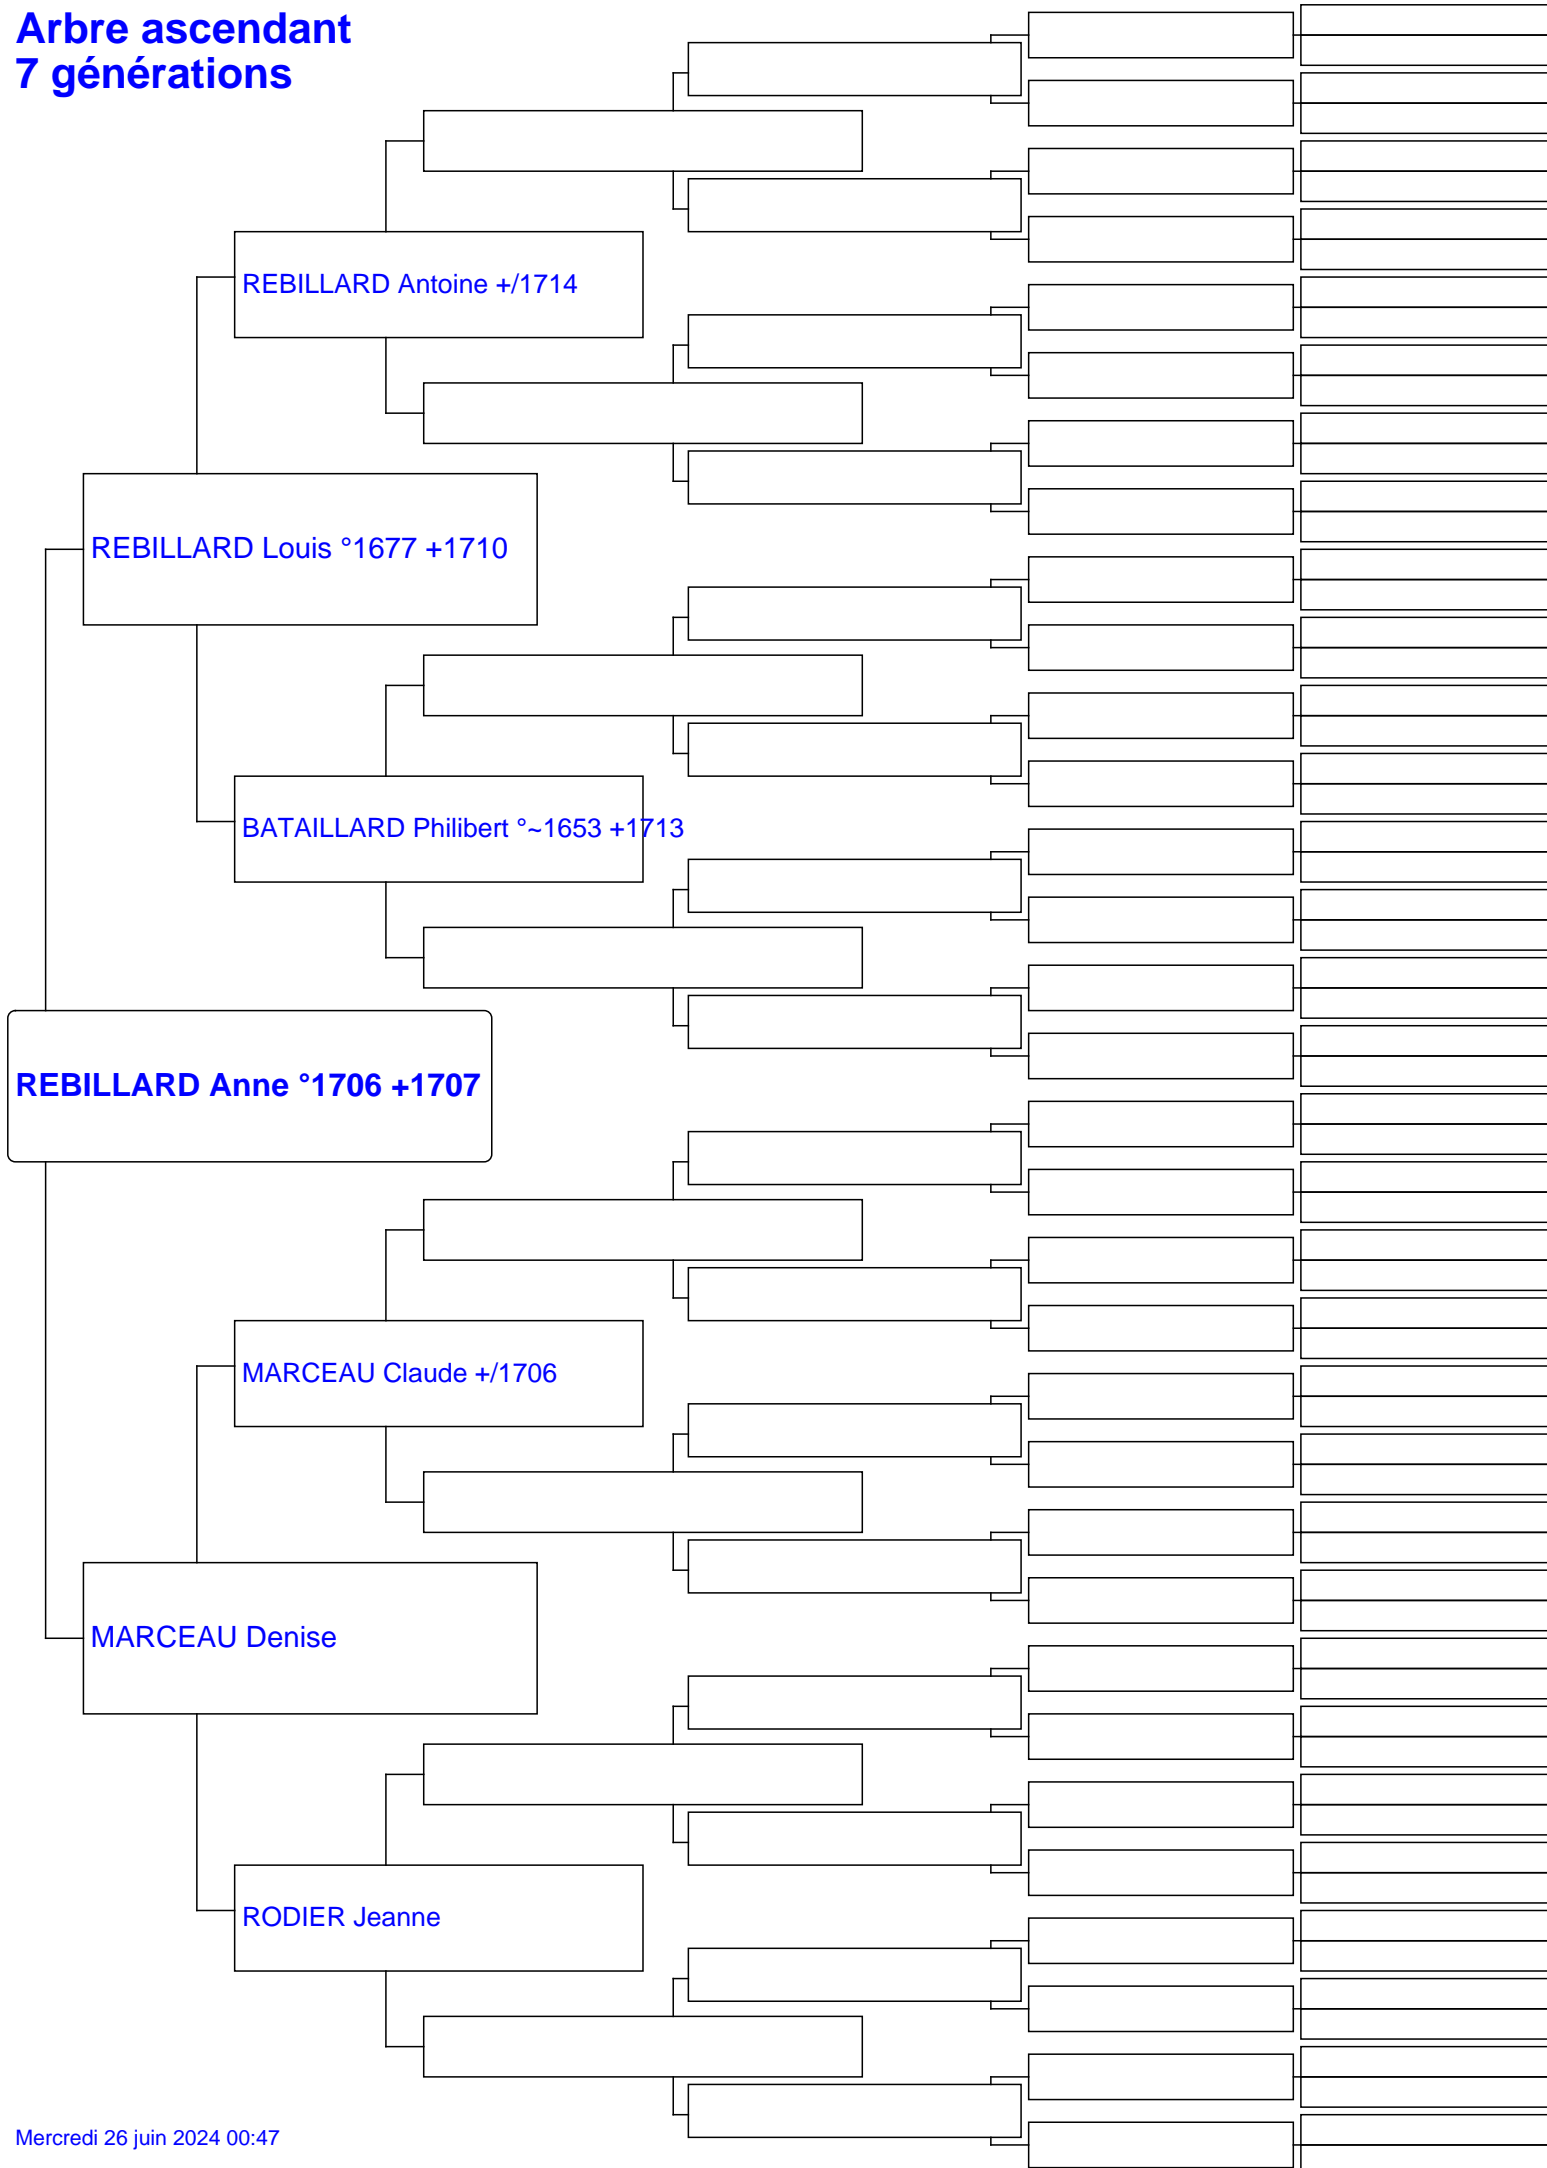 Arbre ascendant
7 générations
REBILLARD Antoine +/1714
REBILLARD Louis °1677 +1710
BATAILLARD Philibert °~1653 +1713
REBILLARD Anne °1706 +1707
MARCEAU Claude +/1706
MARCEAU Denise
RODIER Jeanne
Mercredi 26 juin 2024 00:47